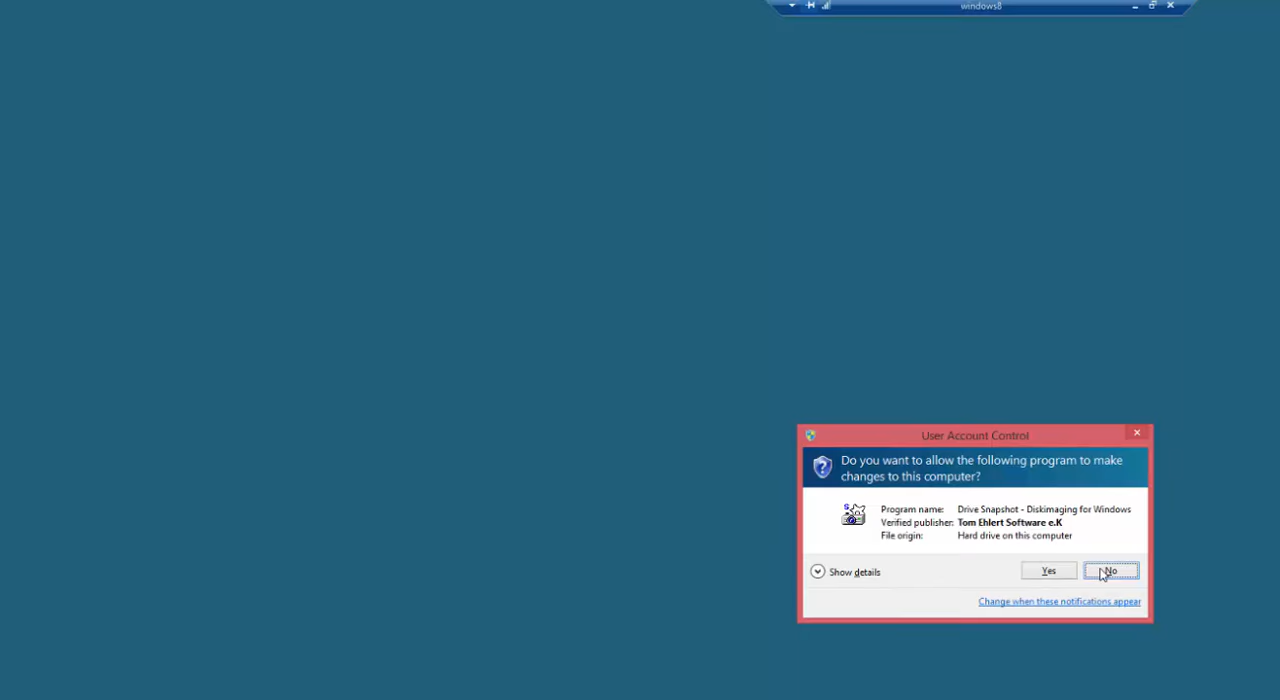 windows8
User Account Control
Do you want to allow the following program to make
changes to this computer?
Program name: Drive Snapshot - Diskimaging for Windows
Verified publisher: Tom Ehlert Software e.K
File origin: Hard drive on this computer
Show details
Yes
No
Change when these notifications appear